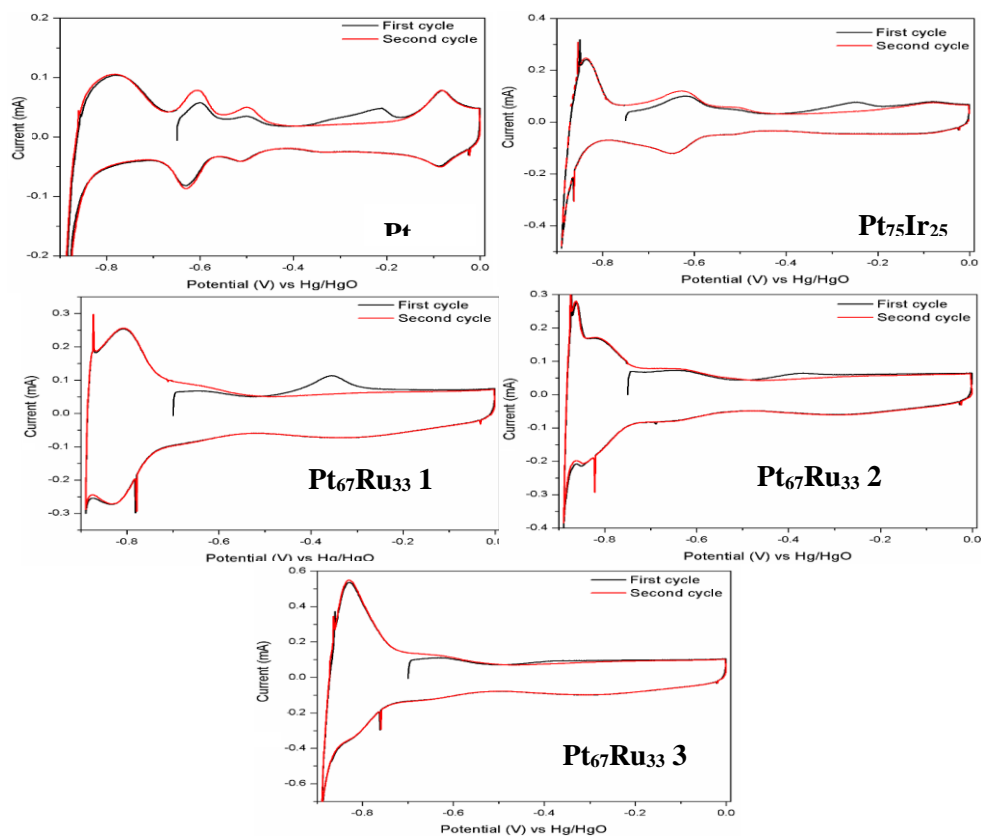 0.2
0.1
0.0
-0.1
0.2
Current (mA)
First cycle
Second cycle
Pt
-0.8 -0.6 -0.4 -0.2 0.0
Potential (V) vs Hg/HgO
0.4
0.2
0.0
-0.2
-0.4
Current (mA)
First cycle
Second cycle
Pt₇₅Ir₂₅
-0.8 -0.6 -0.4 -0.2 0.0
Potential (V) vs Hg/HgO
0.3
0.2
0.1
0.0
-0.1
-0.2
-0.3
Current (mA)
First cycle
Second cycle
Pt₆₇Ru₃₃ 1
-0.8 -0.6 -0.4 -0.2 0.0
Potential (V) vs Hg/HgO
0.3
0.2
0.1
0.0
-0.1
-0.2
-0.3
-0.4
Current (mA)
First cycle
Second cycle
Pt₆₇Ru₃₃ 2
-0.8 -0.6 -0.4 -0.2 0.0
Potential (V) vs Hg/HgO
0.6
0.4
0.2
0.0
-0.2
-0.4
-0.6
Current (mA)
First cycle
Second cycle
Pt₆₇Ru₃₃ 3
-0.8 -0.6 -0.4 -0.2 0.0
Potential (V) vs Hg/HgO